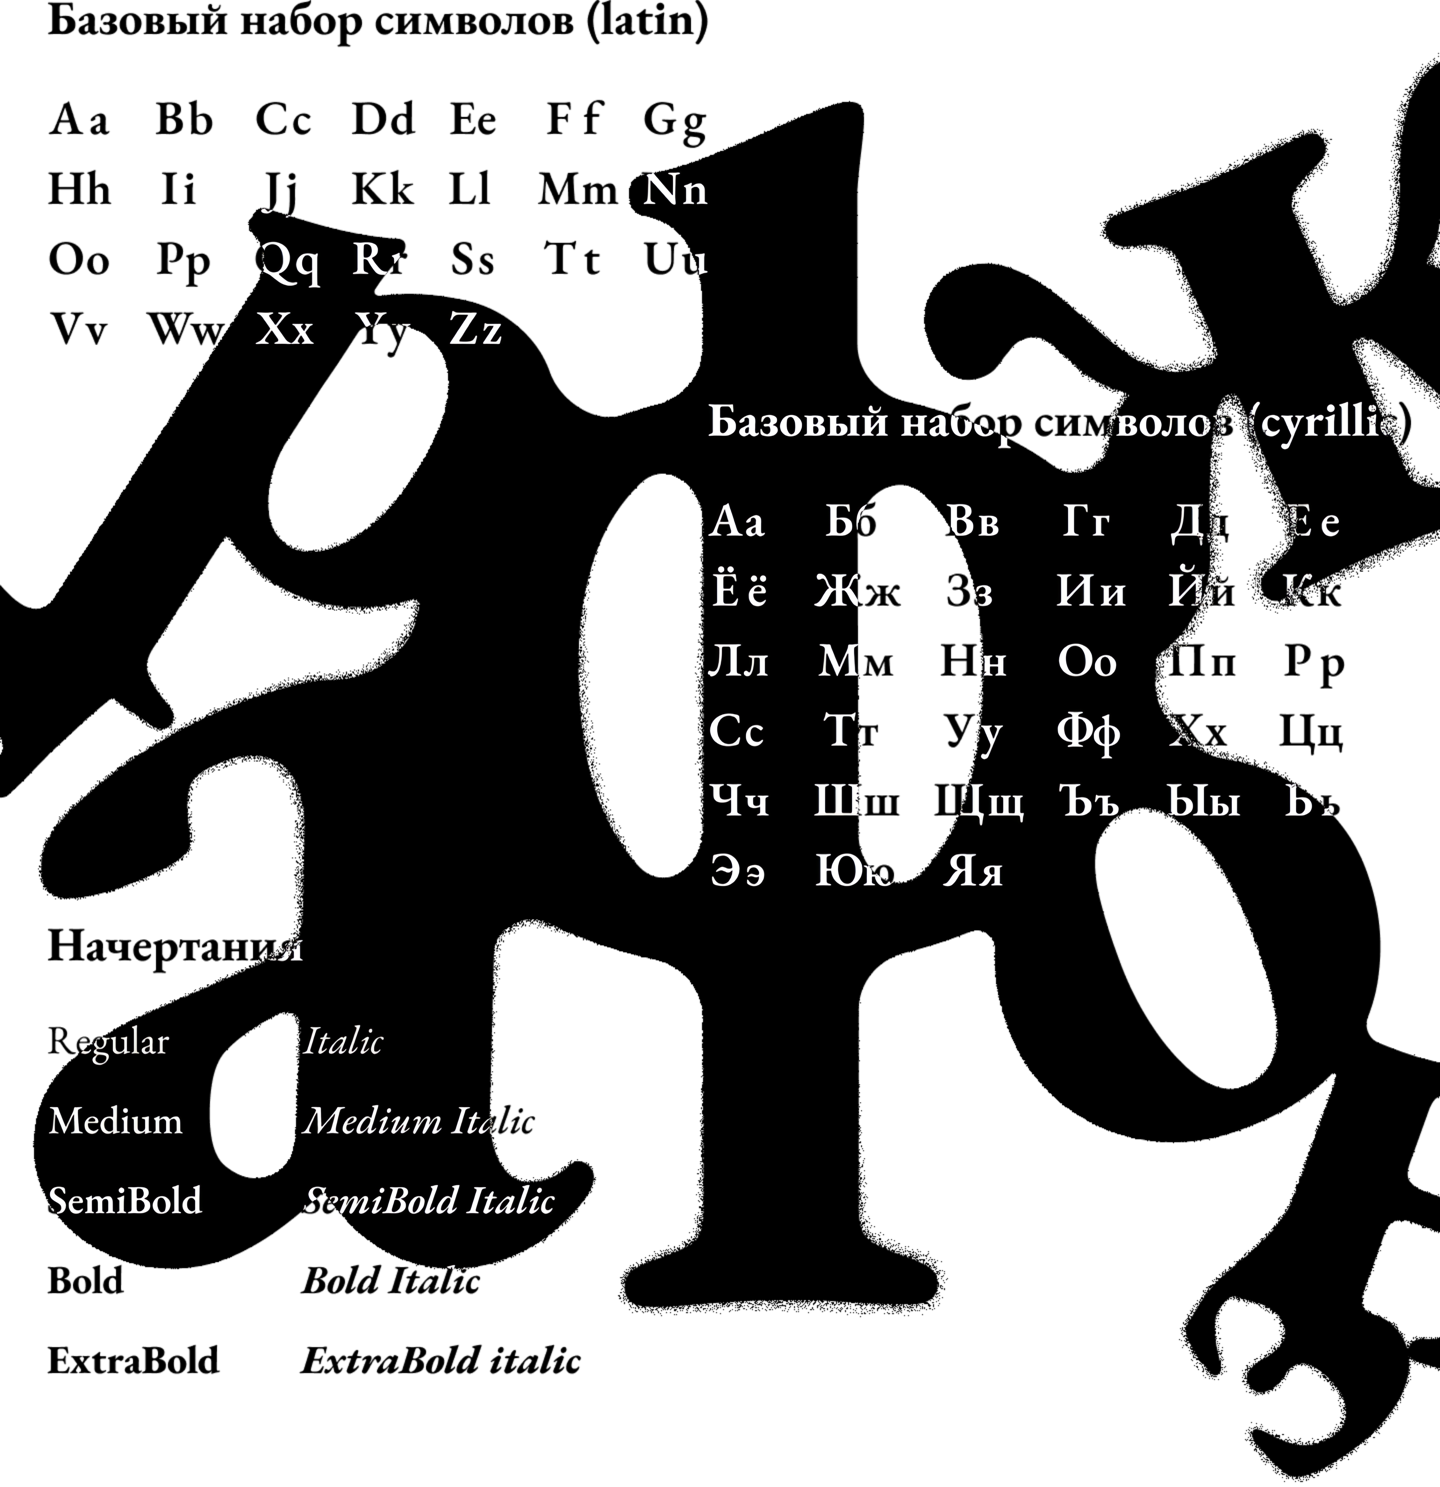 Базовый набор символов (latin)
Aa Bb Cc Dd Ee Ff Gg
Hh Ii Jj Kk Ll Mm Nn
Oo Pp Qq Rr Ss Tt Uu
Vv Ww Xx Yy Zz
Базовый набор символов (cyrillic)
Аа Бб Вв Гг Дд Ее
Ёё Жж Зз Ии Йй Кк
Лл Мм Нн Оо Пп Рр
Сс Тт Уу Фф Хх Цц
Чч Шш Щщ Ъъ Ыы Ьь
Ээ Юю Яя
Начертания
Regular Italic
Medium Medium Italic
SemiBold SemiBold Italic
Bold Bold Italic
ExtraBold ExtraBold italic